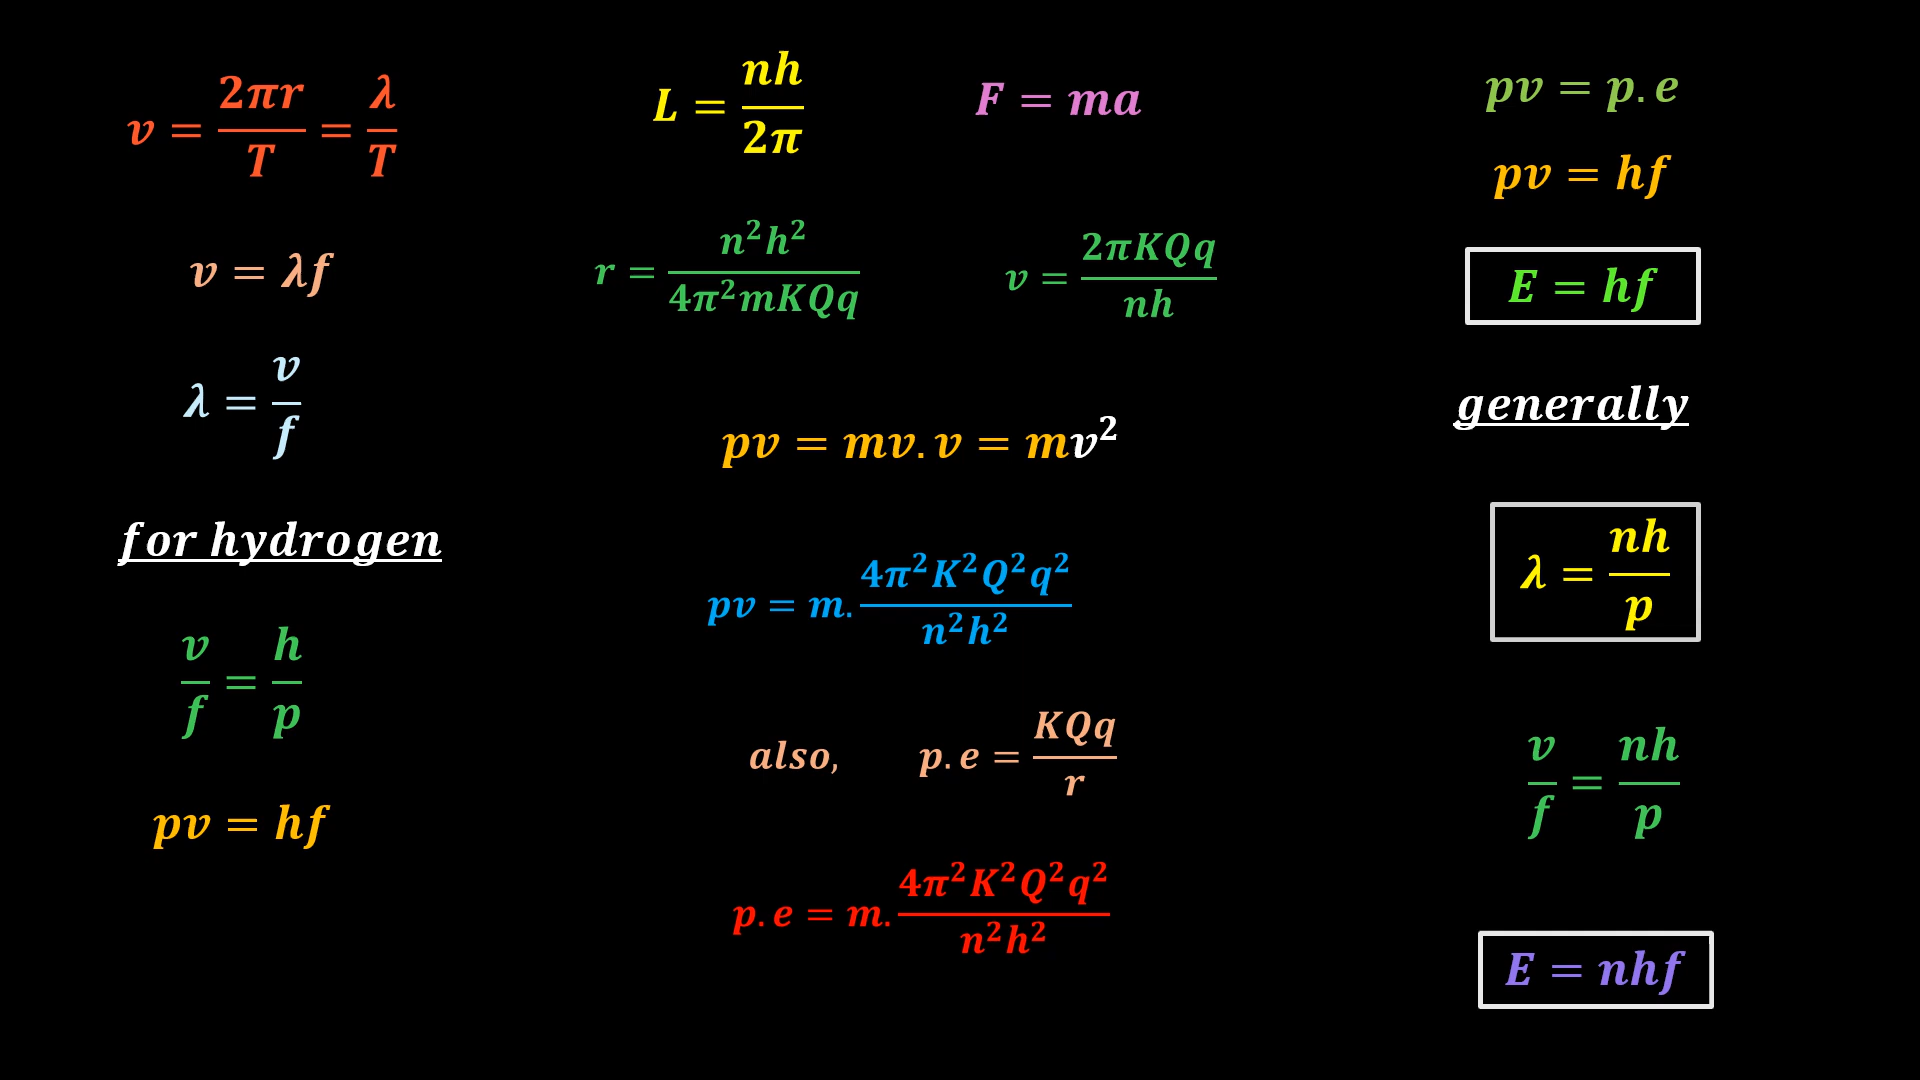 v = 2πr/T = λ/T
v = λf
λ = v/f
for hydrogen
v/f = h/p
pv = hf
L = nh/2π
F = ma
r = n²h²/4π²mKQq
v = 2πKQq/nh
pv = mv.v = mv²
pv = m.4π²K²Q²q²/n²h²
also, p.e = KQq/r
p.e = m.4π²K²Q²q²/n²h²
pv = p.e
pv = hf
E = hf
generally
λ = nh/p
v/f = nh/p
E = nhf